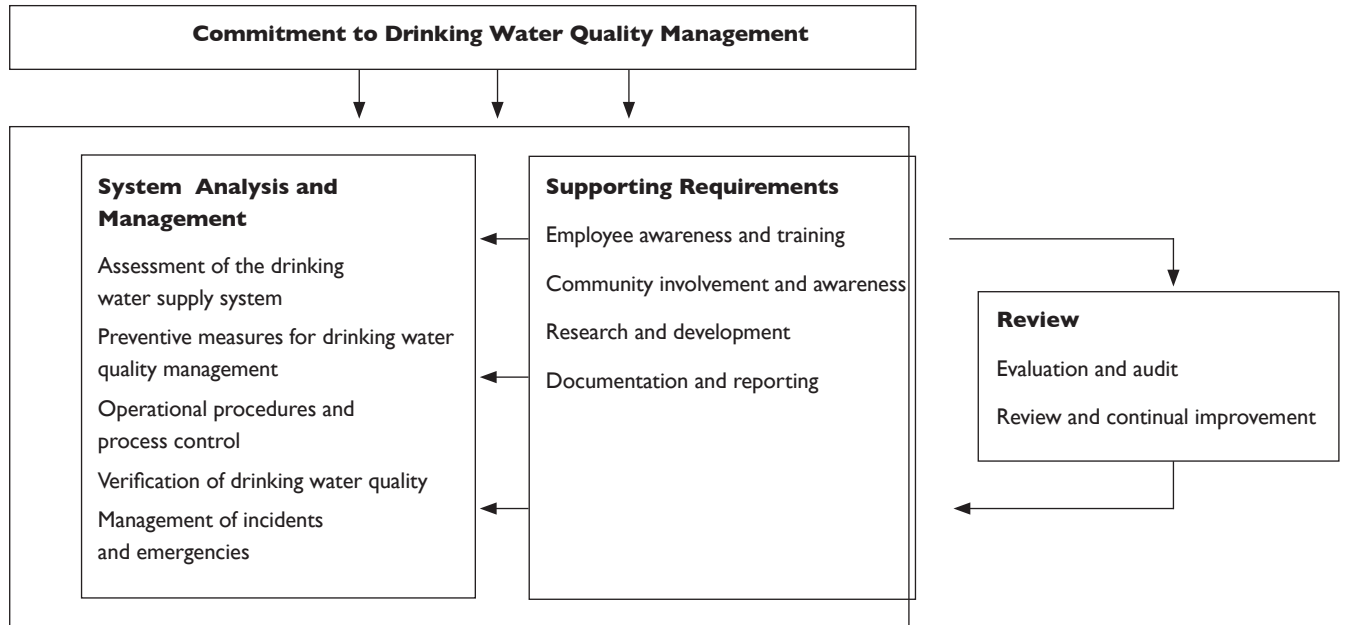 Commitment to Drinking Water Quality Management
System Analysis and
Management
Assessment of the drinking
water supply system
Preventive measures for drinking water
quality management
Operational procedures and
process control
Verification of drinking water quality
Management of incidents
and emergencies
Supporting Requirements
Employee awareness and training
Community involvement and awareness
Research and development
Documentation and reporting
Review
Evaluation and audit
Review and continual improvement